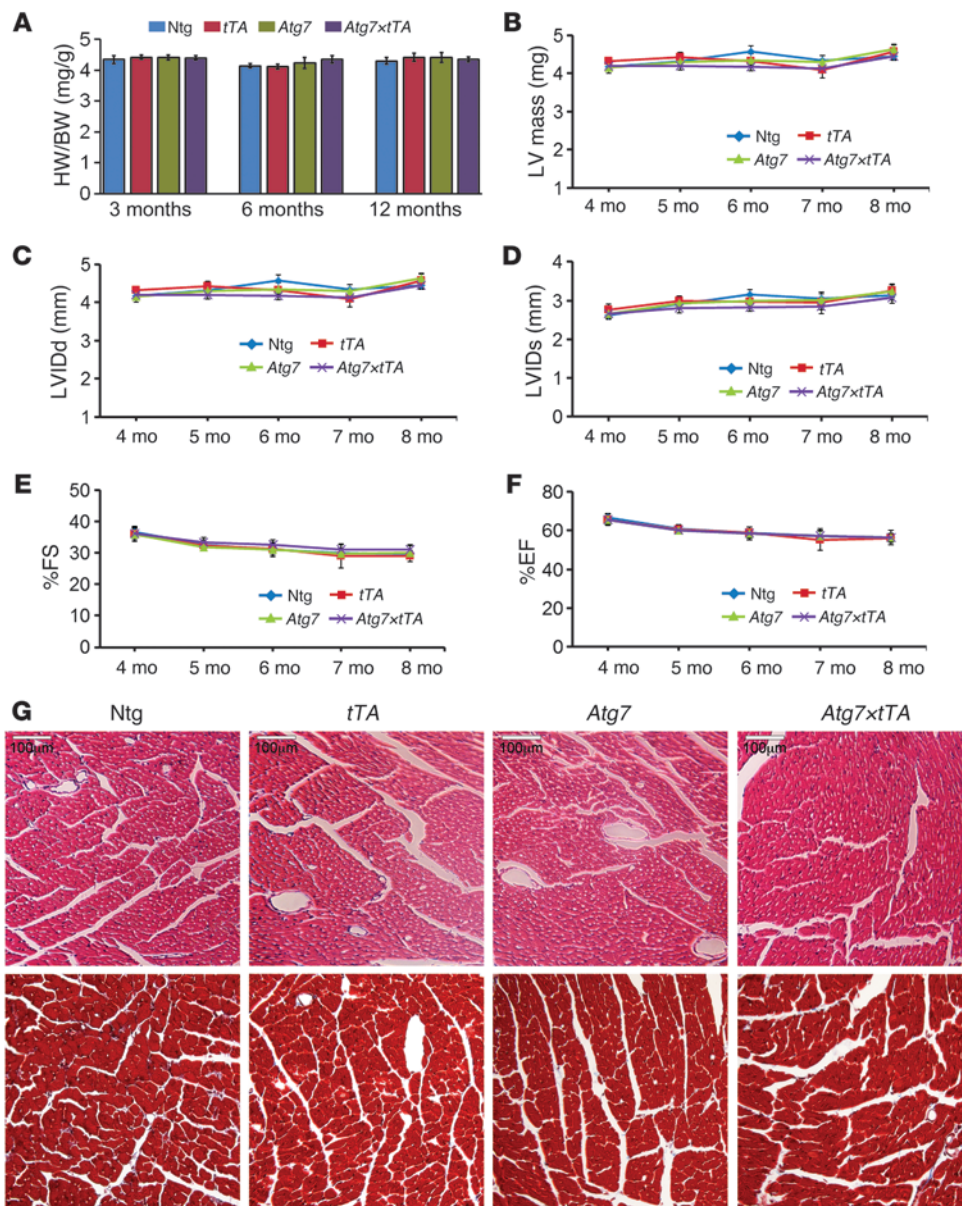 A
Ntg tTA Atg7 Atg7×tTA
HW/BW (mg/g)
6
4
2
0
3 months 6 months 12 months
B
LV mass (mg)
5
4
3
2
1
Ntg tTA
Atg7 Atg7×tTA
4 mo 5 mo 6 mo 7 mo 8 mo
C
LVIDd (mm)
5
4
3
2
1
Ntg tTA
Atg7 Atg7×tTA
4 mo 5 mo 6 mo 7 mo 8 mo
D
LVIDs (mm)
4
3
2
1
0
Ntg tTA
Atg7 Atg7×tTA
4 mo 5 mo 6 mo 7 mo 8 mo
E
%FS
50
40
30
20
10
0
Ntg tTA
Atg7 Atg7×tTA
4 mo 5 mo 6 mo 7 mo 8 mo
F
%EF
80
60
40
20
0
Ntg tTA
Atg7 Atg7×tTA
4 mo 5 mo 6 mo 7 mo 8 mo
G
Ntg tTA Atg7 Atg7×tTA
100µm 100µm 100µm 100µm